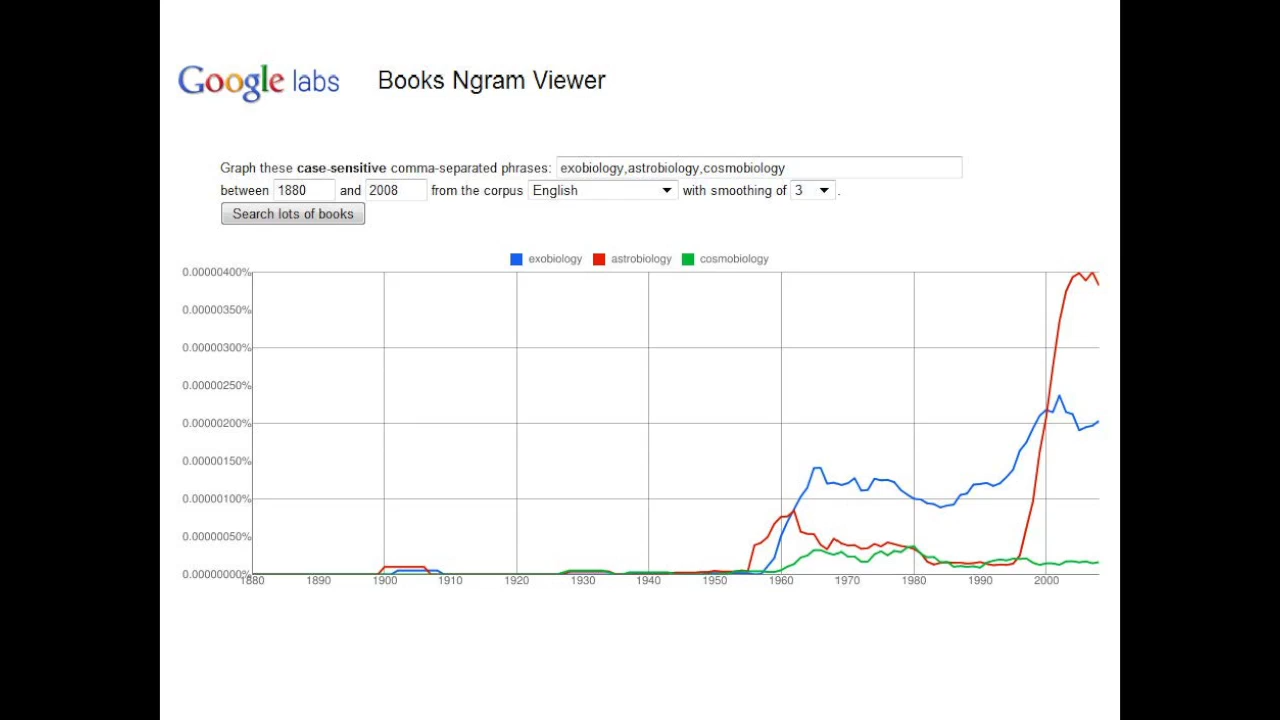 Google labs Books Ngram Viewer
Graph these case-sensitive comma-separated phrases: exobiology,astrobiology,cosmobiology
between 1880 and 2008 from the corpus English with smoothing of 3 .
Search lots of books
exobiology astrobiology cosmobiology
0.00000400%
0.00000350%
0.00000300%
0.00000250%
0.00000200%
0.00000150%
0.00000100%
0.00000050%
0.00000000%
1880 1890 1900 1910 1920 1930 1940 1950 1960 1970 1980 1990 2000